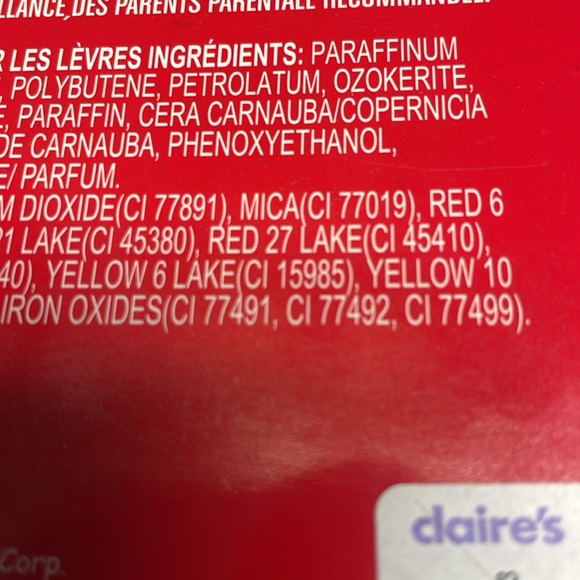 LLANCE, DES PARENTS PARENTALE RECOMMANDÉE.
R LES LÈVRES INGRÉDIENTS: PARAFFINUM
, POLYBUTENE, PETROLATUM, OZOKERITE,
E, PARAFFIN, CERA CARNAUBA/COPERNICIA
DE CARNAUBA, PHENOXYETHANOL,
E/ PARFUM.
M DIOXIDE(CI 77891), MICA(CI 77019), RED 6
21 LAKE(CI 45380), RED 27 LAKE(CI 45410),
40), YELLOW 6 LAKE(CI 15985), YELLOW 10
IRON OXIDES(CI 77491, CI 77492, CI 77499).
claire's
Corp.